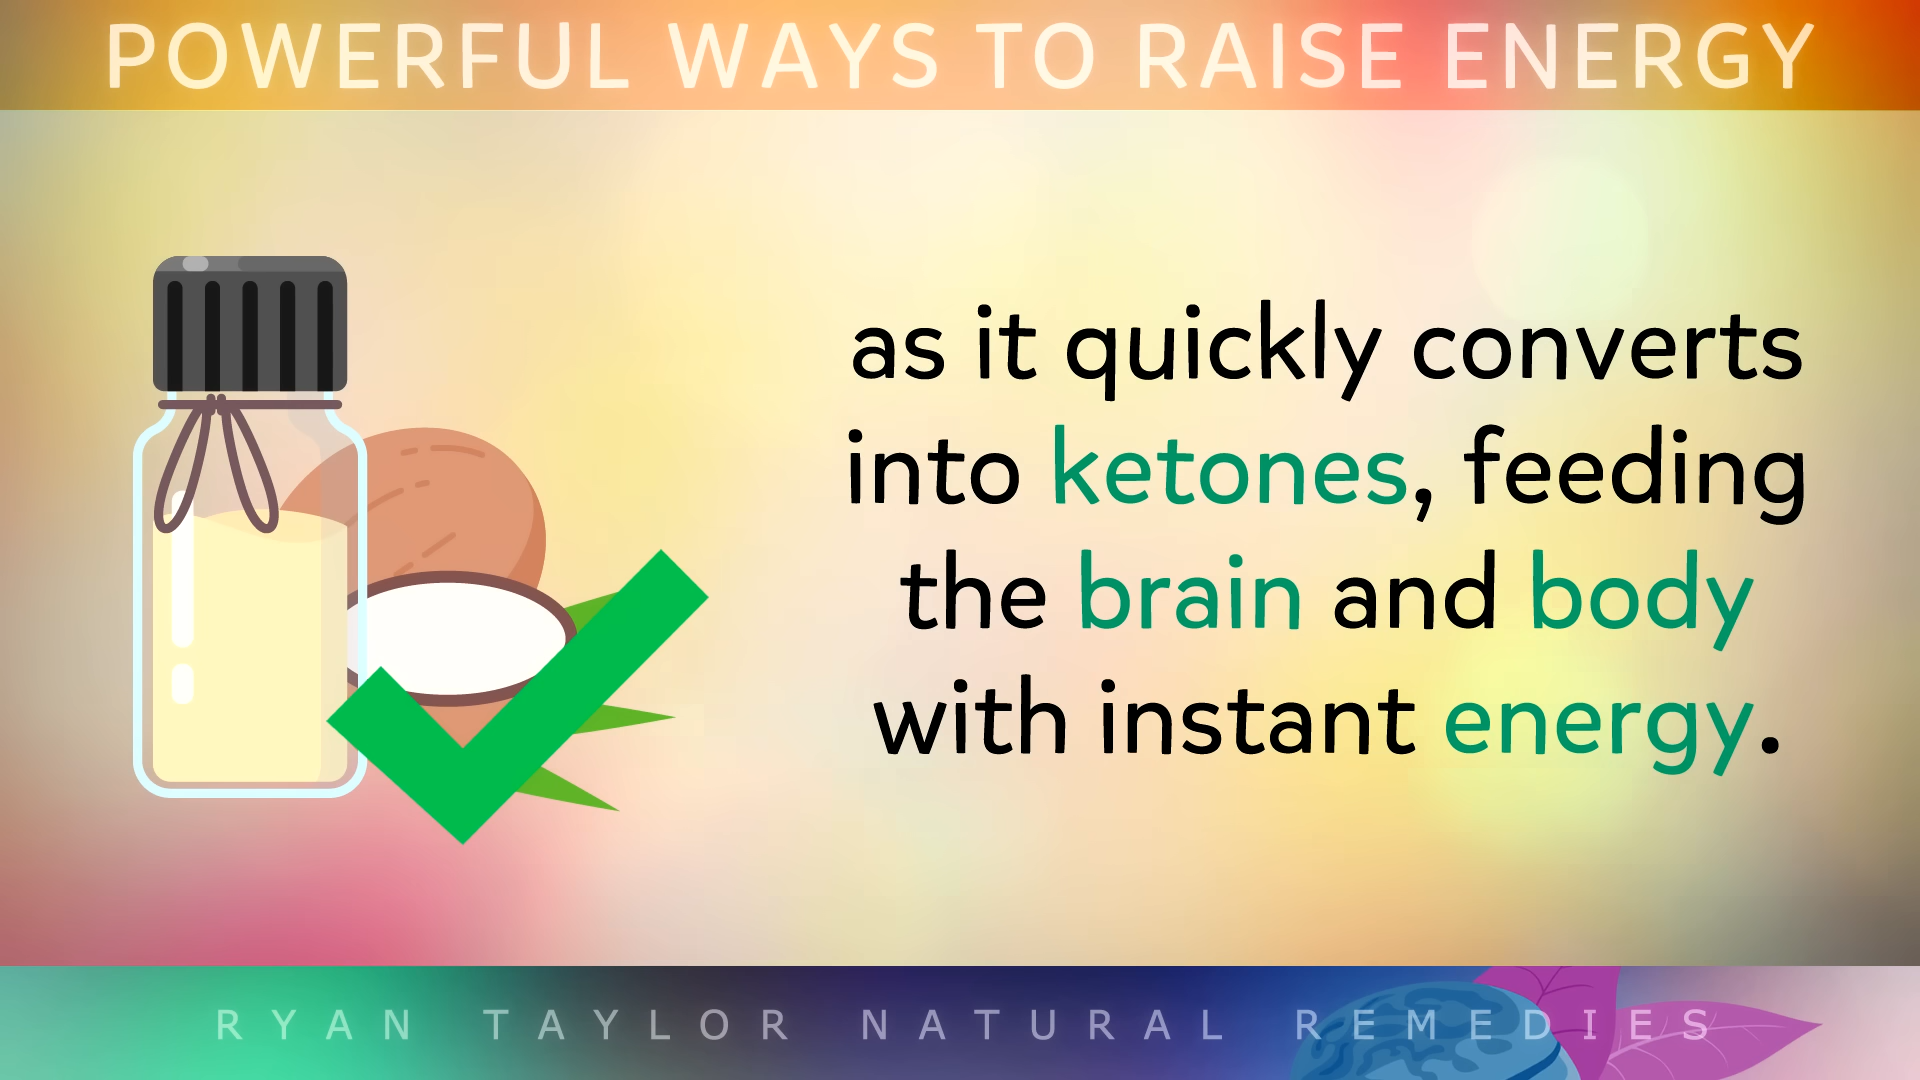 POWERFUL WAYS TO RAISE ENERGY
as it quickly converts
into ketones, feeding
the brain and body
with instant energy.
RYAN TAYLOR NATURAL REMEDIES